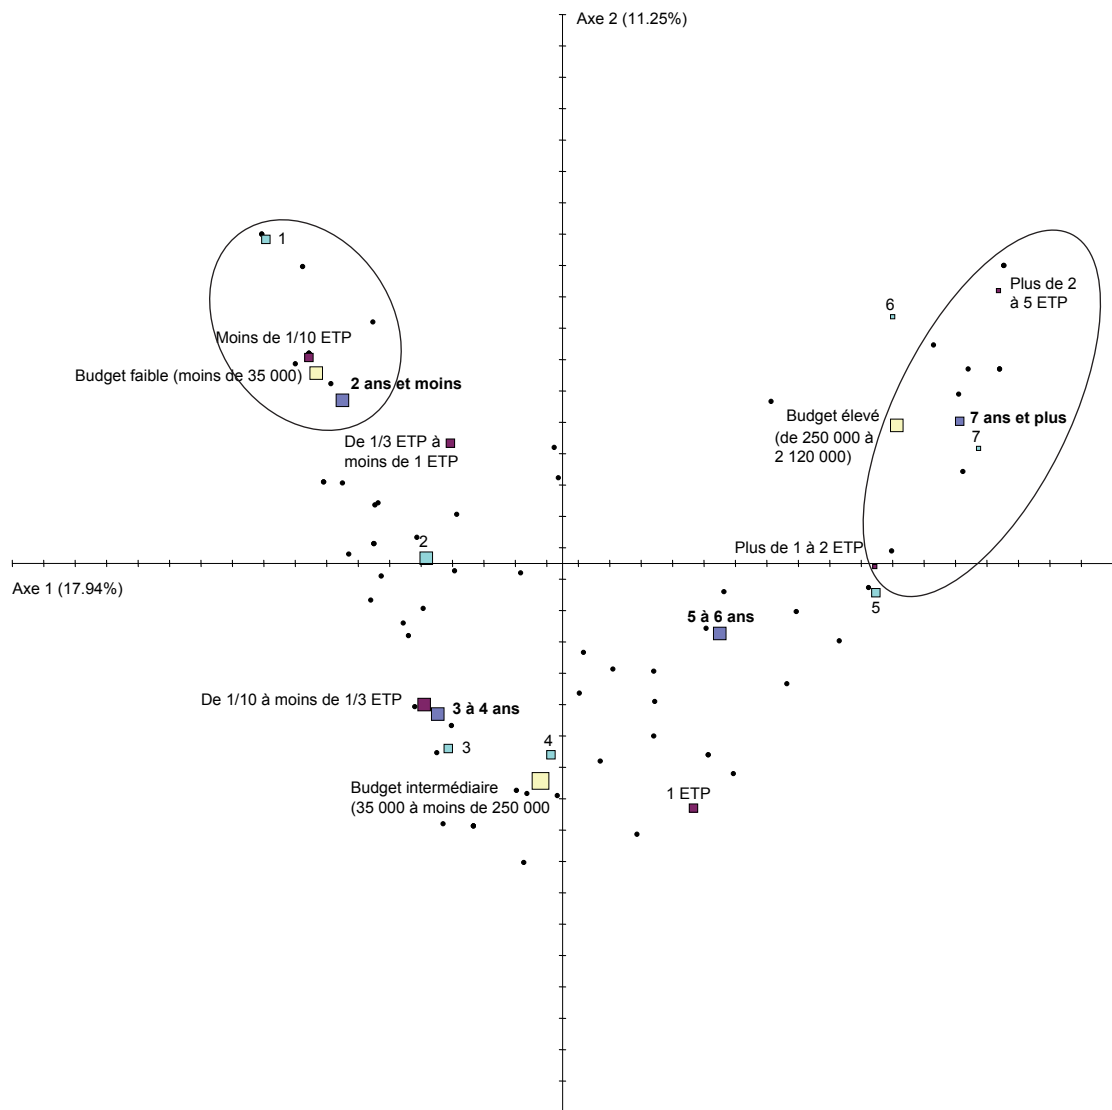 Axe 2 (11.25%)
1
Plus de 2
à 5 ETP
6
Moins de 1/10 ETP
Budget faible (moins de 35 000)
2 ans et moins
Budget élevé
(de 250 000 à
2 120 000)
7 ans et plus
7
De 1/3 ETP à
moins de 1 ETP
2
Plus de 1 à 2 ETP
Axe 1 (17.94%)
5
5 à 6 ans
De 1/10 à moins de 1/3 ETP
3 à 4 ans
3
4
Budget intermédiaire
(35 000 à moins de 250 000
1 ETP